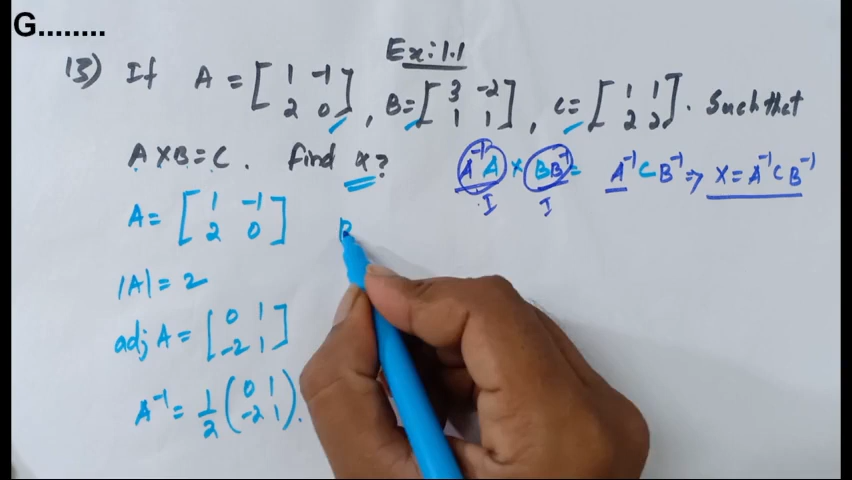 G........
Ex: 1.1
13) If A = [ 1 -1 2 0 ], B = [ 3 -2 1 1 ], C = [ 1 1 2 2 ]. Such that
A X B = C. Find x?
A⁻¹A X BB⁻¹ = A⁻¹CB⁻¹ ⇒ X = A⁻¹CB⁻¹
I I
A = [ 1 -1 2 0 ]
|A| = 2
adj A = [ 0 1 -2 1 ]
A⁻¹ = 1/2 ( 0 1 -2 1 ).